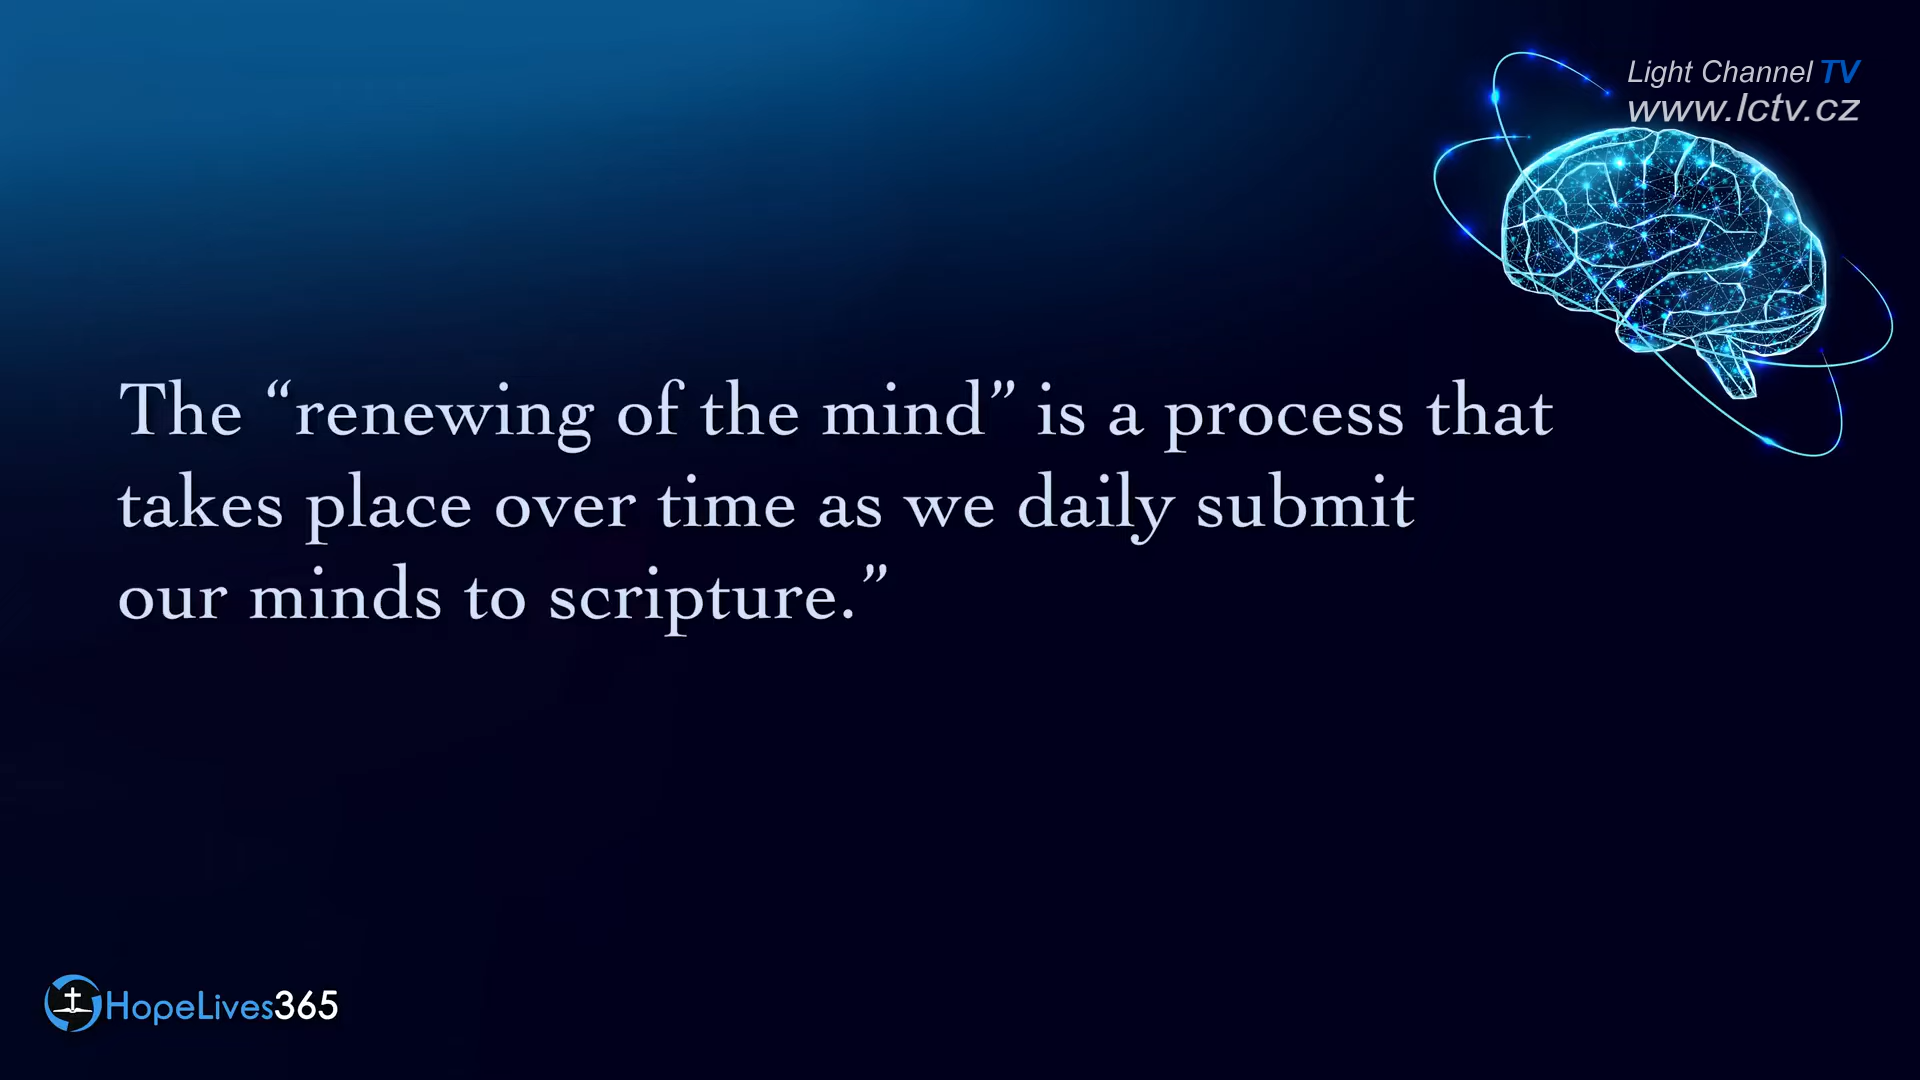 Light Channel TV
www.lctv.cz
The “renewing of the mind” is a process that
takes place over time as we daily submit
our minds to scripture.”
HopeLives365